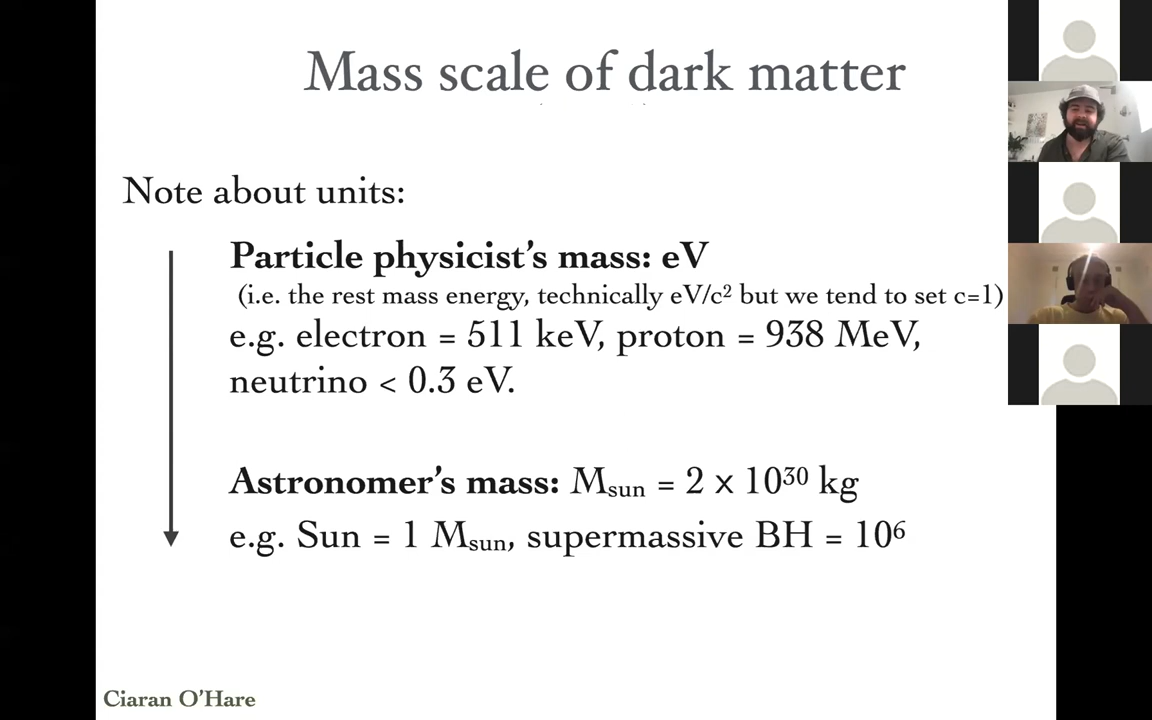 Mass scale of dark matter
Note about units:
Particle physicist’s mass: eV
(i.e. the rest mass energy, technically eV/c² but we tend to set c=1)
e.g. electron = 511 keV, proton = 938 MeV,
neutrino < 0.3 eV.
Astronomer’s mass: Msun = 2 x 10³⁰ kg
e.g. Sun = 1 Msun, supermassive BH = 10⁶
Ciaran O’Hare